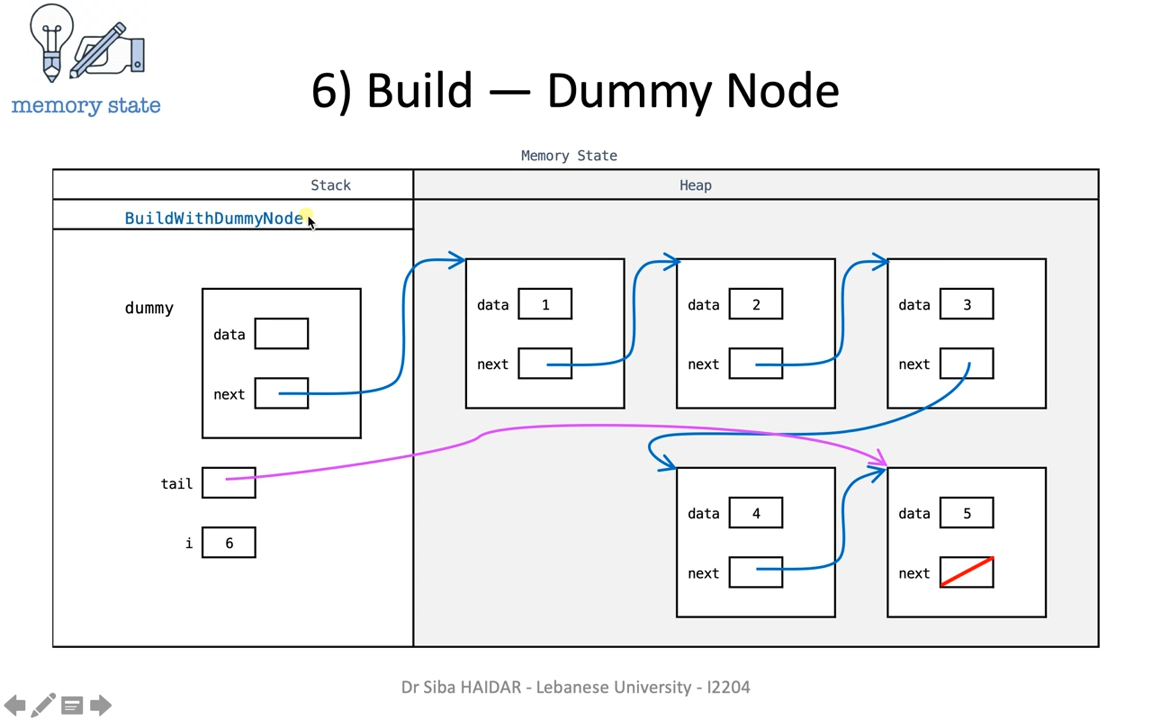 memory state
6) Build — Dummy Node
Memory State
Stack
Heap
BuildWithDummyNode
dummy
data
next
tail
i 6
data 1
next
data 2
next
data 3
next
data 4
next
data 5
next
Dr Siba HAIDAR - Lebanese University - I2204